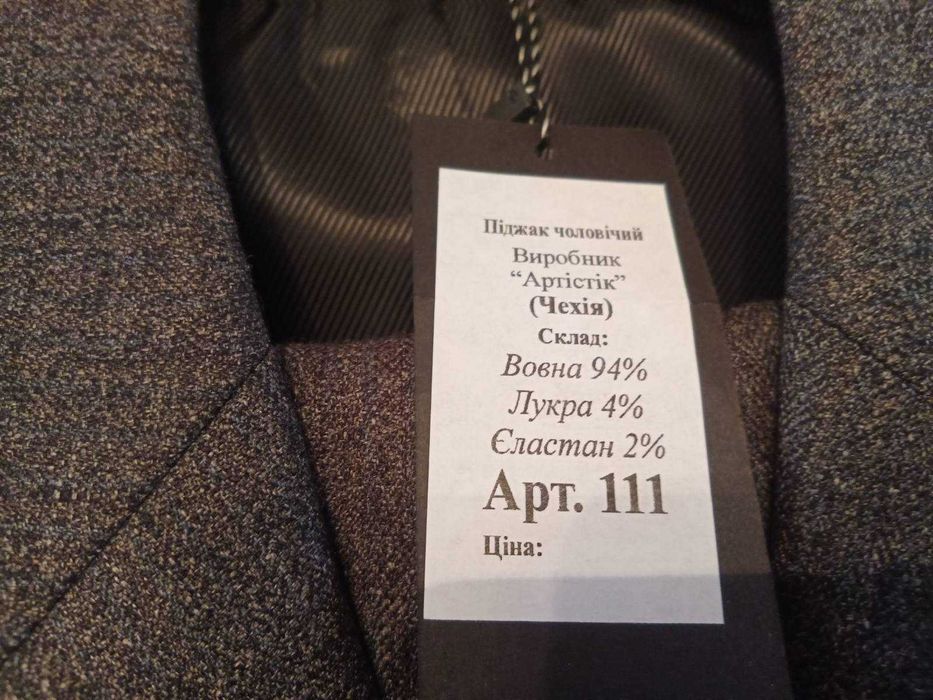 Піджак чоловічий
Виробник
“Артістік”
(Чехія)
Склад:
Вовна 94%
Лукра 4%
Єластан 2%
Арт. 111
Ціна: